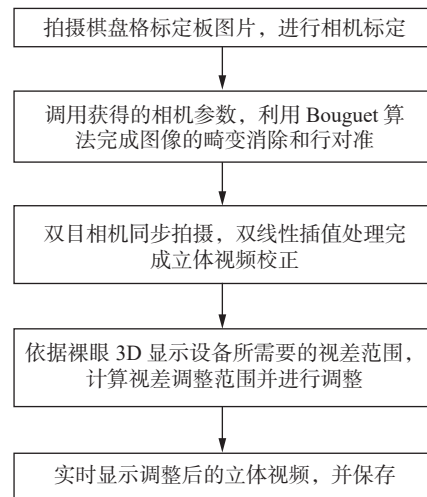 拍摄棋盘格标定板图片，进行相机标定
调用获得的相机参数，利用 Bouguet 算
法完成图像的畸变消除和行对准
双目相机同步拍摄，双线性插值处理完
成立体视频校正
依据裸眼 3D 显示设备所需要的视差范围，
计算视差调整范围并进行调整
实时显示调整后的立体视频，并保存